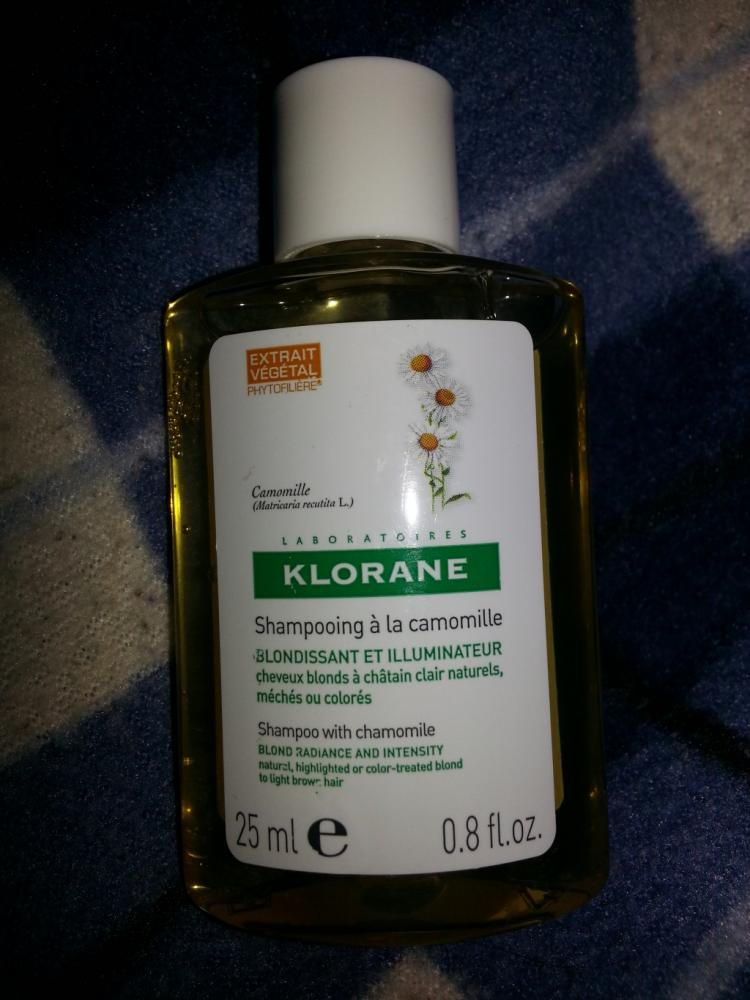 EXTRAIT
VÉGÉTAL
PHYTOFILIÈRE®
Camomille
(Matricaria recutita L.)
LABORATOIRES
KLORANE
Shampooing à la camomille
BLONDISSANT ET ILLUMINATEUR
cheveux blonds à châtain clair naturels,
méchés ou colorés
Shampoo with chamomile
BLOND RADIANCE AND INTENSITY
natural, highlighted or color-treated blond
to light brown hair
25 ml e 0.8 fl.oz.